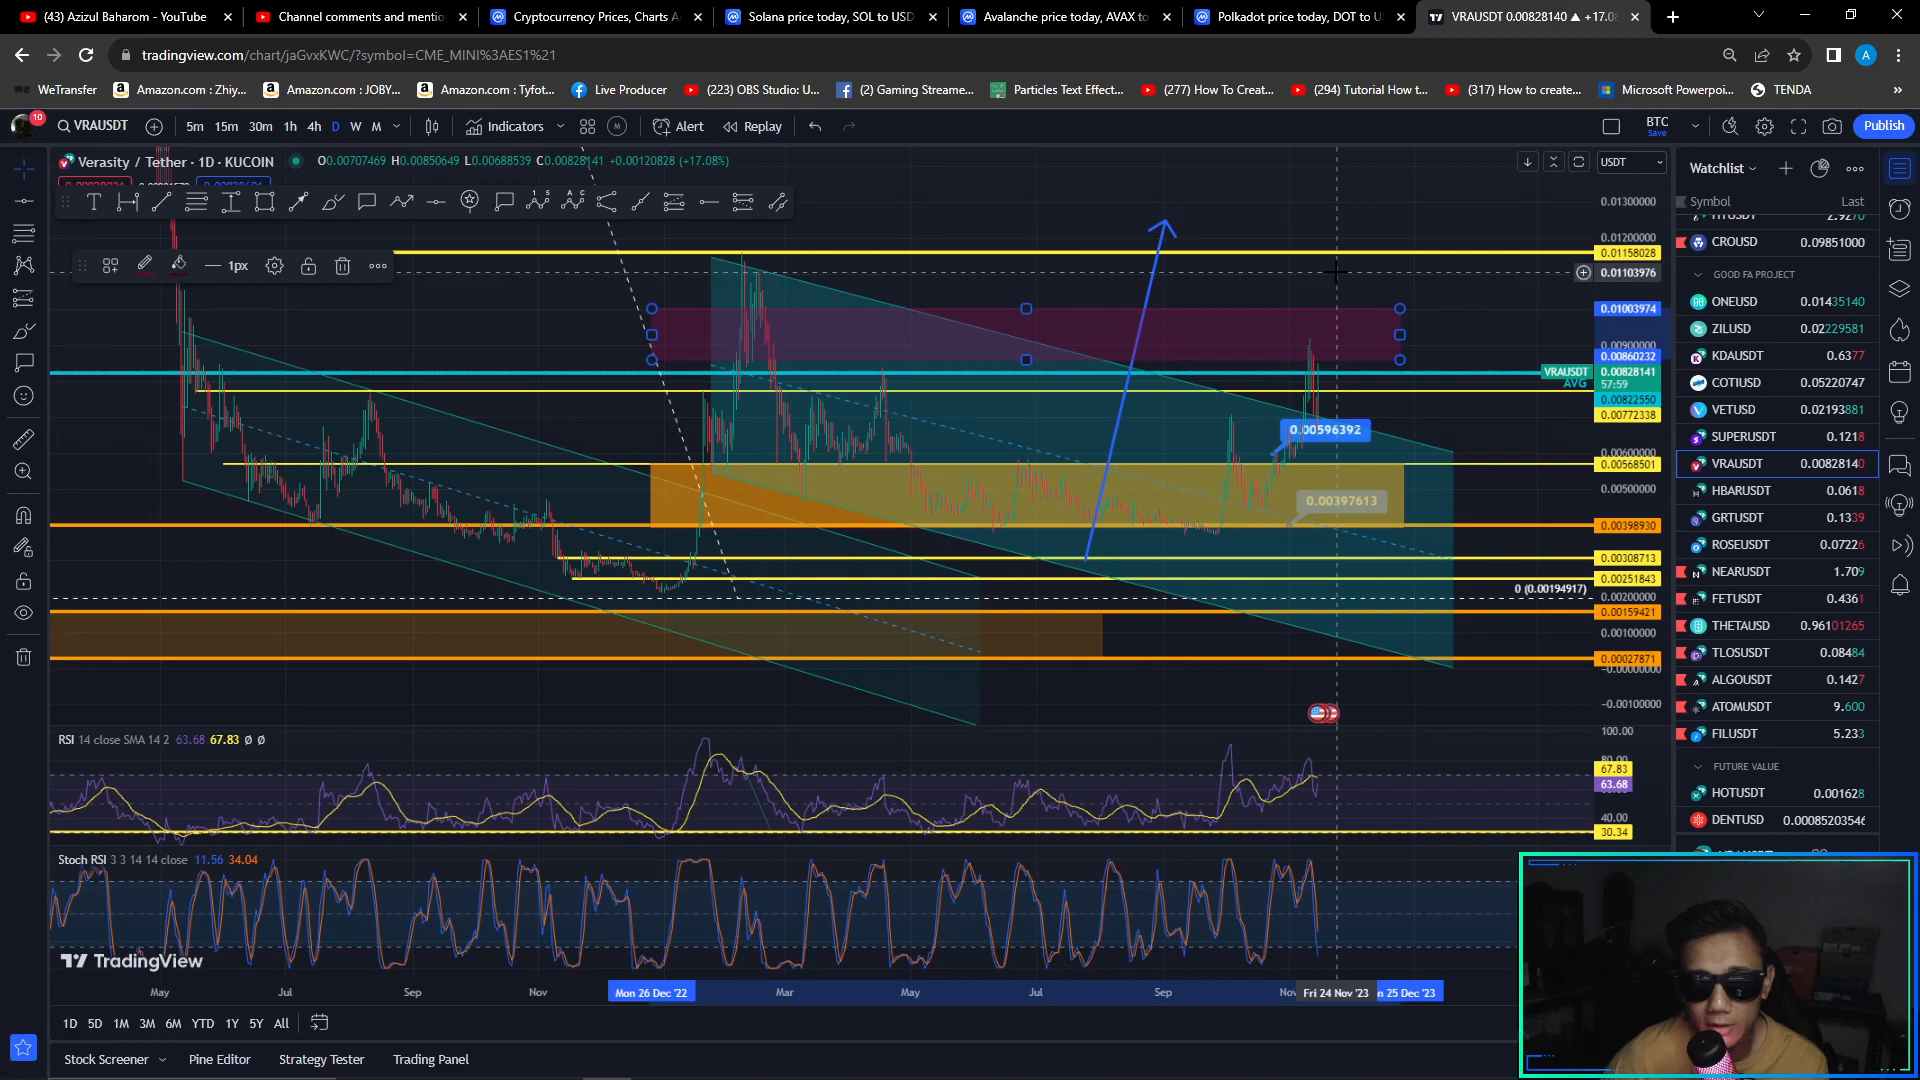 (43) Azizul Baharom - YouTube
Channel comments and mentio
Cryptocurrency Prices, Charts A
Solana price today, SOL to USD
Avalanche price today, AVAX to
Polkadot price today, DOT to U
VRAUSDT 0.00828140 ▲ +17.08
tradingview.com/chart/jaGvxKWC/?symbol=CME_MINI%3AES1%21
A
WeTransfer
Amazon.com : Zhiy...
Amazon.com : JOBY...
Amazon.com : Tyfot...
Live Producer
(223) OBS Studio: U...
(2) Gaming Streame...
Particles Text Effect...
(277) How To Creat...
(294) Tutorial How t...
(317) How to create...
Microsoft Powerpoi...
TENDA
10
VRAUSDT
5m 15m 30m 1h 4h D W M
Indicators
Alert
Replay
BTC
Save
Publish
Verasity / Tether · 1D · KUCOIN
O0.00707469 H0.00850649 L0.00688539 C0.00828141 +0.00120828 (+17.08%)
USDT
1px
0.01300000
0.01200000
0.01158028
0.01103976
0.01003974
0.00900000
0.00860232
VRAUSDT 0.00828141
57:59
AVG 0.00822550
0.00772338
0.00596392
0.00600000
0.00568501
0.00500000
0.00397613
0.00398930
0.00308713
0.00251843
0 (0.00194917)
0.00200000
0.00159421
0.00100000
0.00027871
−0.00000000
−0.00100000
RSI 14 close SMA 14 2 63.68 67.83 Ø Ø
100.00
67.83
63.68
40.00
30.34
Stoch RSI 3 3 14 14 close 11.56 34.04
TradingView
May Jul Sep Nov Mon 26 Dec '22 Mar May Jul Sep Nov Fri 24 Nov '23 n 25 Dec '23
1D 5D 1M 3M 6M YTD 1Y 5Y All
Stock Screener
Pine Editor
Strategy Tester
Trading Panel
Watchlist
Symbol Last
CROUSD 0.09851000
GOOD FA PROJECT
ONEUSD 0.01435140
ZILUSD 0.02229581
KDAUSDT 0.6377
COTIUSD 0.05220747
VETUSD 0.02193881
SUPERUSDT 0.1218
VRAUSDT 0.00828140
HBARUSDT 0.0618
GRTUSDT 0.1339
ROSEUSDT 0.07226
NEARUSDT 1.709
FETUSDT 0.4361
THETAUSD 0.96101265
TLOSUSDT 0.08484
ALGOUSDT 0.1427
ATOMUSDT 9.600
FILUSDT 5.233
FUTURE VALUE
HOTUSDT 0.001628
DENTUSD 0.00085203546